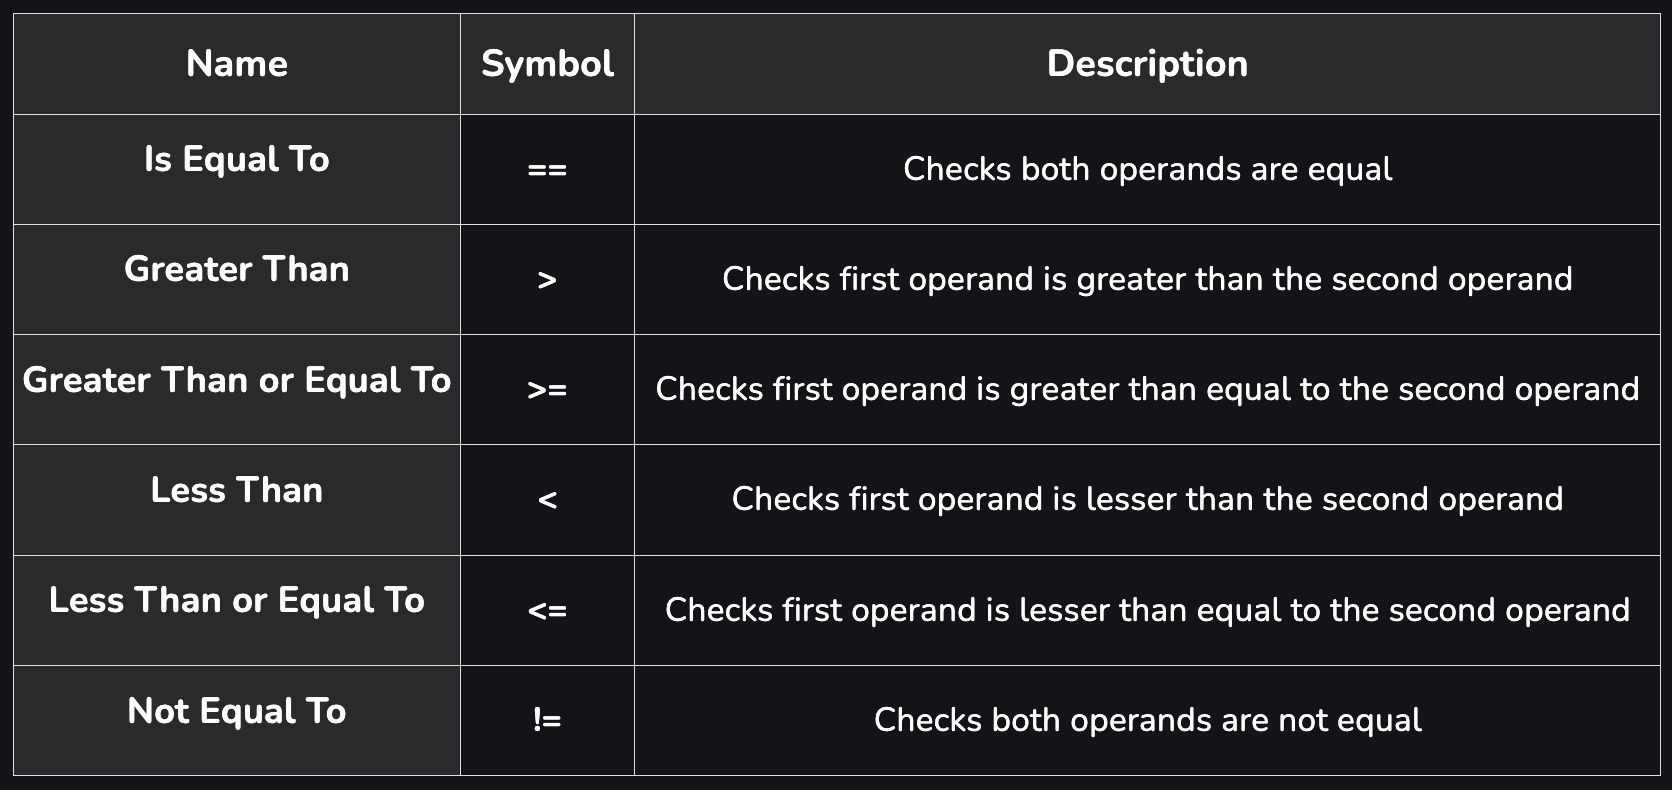 Name Symbol Description
Is Equal To == Checks both operands are equal
Greater Than > Checks first operand is greater than the second operand
Greater Than or Equal To >= Checks first operand is greater than equal to the second operand
Less Than < Checks first operand is lesser than the second operand
Less Than or Equal To <= Checks first operand is lesser than equal to the second operand
Not Equal To != Checks both operands are not equal